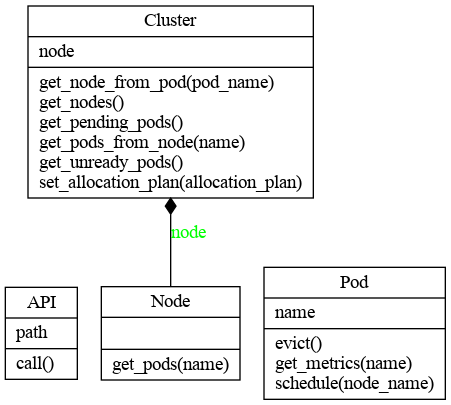 Cluster
node
get_node_from_pod(pod_name)
get_nodes()
get_pending_pods()
get_pods_from_node(name)
get_unready_pods()
set_allocation_plan(allocation_plan)
node
API
path
call()
Node
get_pods(name)
Pod
name
evict()
get_metrics(name)
schedule(node_name)